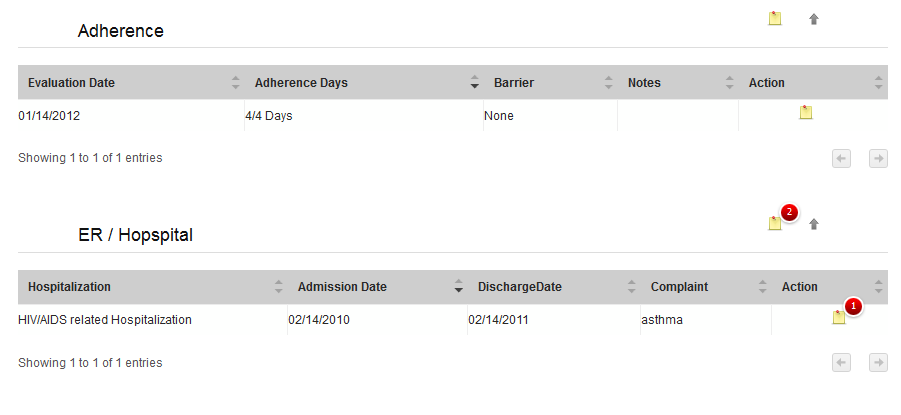 Adherence
Evaluation Date Adherence Days Barrier Notes Action
01/14/2012 4/4 Days None
Showing 1 to 1 of 1 entries
2
ER / Hopspital
Hospitalization Admission Date DischargeDate Complaint Action
1
HIV/AIDS related Hospitalization 02/14/2010 02/14/2011 asthma
Showing 1 to 1 of 1 entries